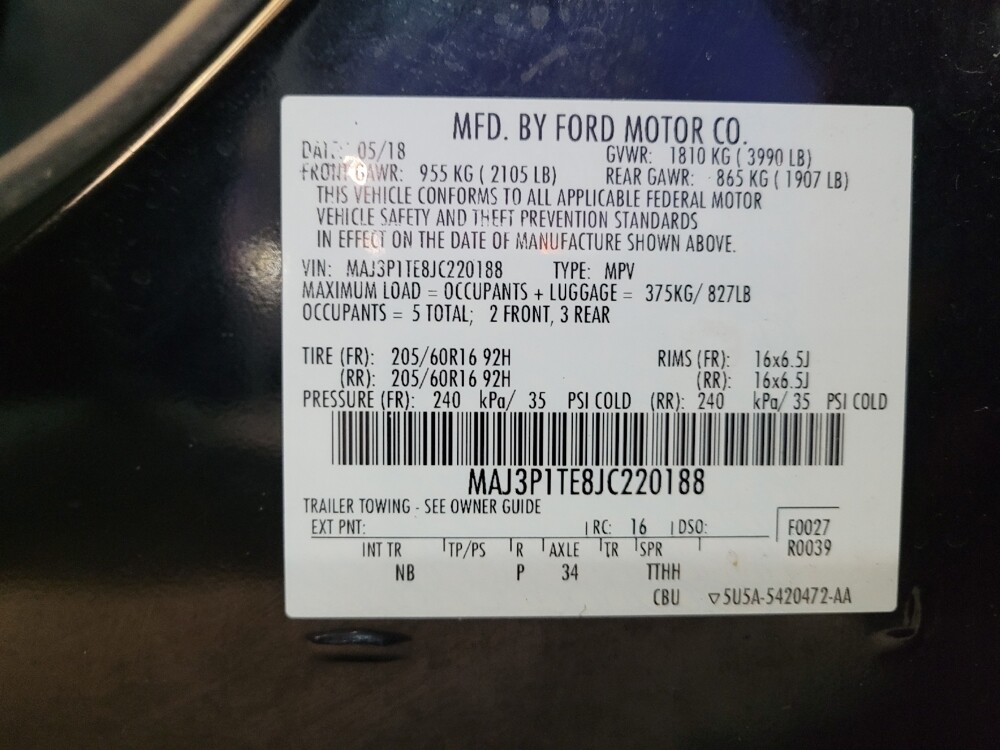 MFD. BY FORD MOTOR CO.
DATE: 05/18 GVWR: 1810 KG ( 3990 LB)
FRONT GAWR: 955 KG ( 2105 LB) REAR GAWR: 865 KG ( 1907 LB)
THIS VEHICLE CONFORMS TO ALL APPLICABLE FEDERAL MOTOR
VEHICLE SAFETY AND THEFT PREVENTION STANDARDS
IN EFFECT ON THE DATE OF MANUFACTURE SHOWN ABOVE.
VIN: MAJ3P1TE8JC220188 TYPE: MPV
MAXIMUM LOAD = OCCUPANTS + LUGGAGE = 375KG/ 827LB
OCCUPANTS = 5 TOTAL; 2 FRONT, 3 REAR
TIRE (FR): 205/60R16 92H RIMS (FR): 16x6.5J
(RR): 205/60R16 92H (RR): 16x6.5J
PRESSURE (FR): 240 kPa/ 35 PSI COLD (RR): 240 kPa/ 35 PSI COLD
MAJ3P1TE8JC220188
TRAILER TOWING - SEE OWNER GUIDE
EXT PNT: RC: 16 DSO: F0027
R0039
INT TR TP/PS R AXLE TR SPR
NB P 34 TTHH
CBU ▽5U5A-5420472-AA